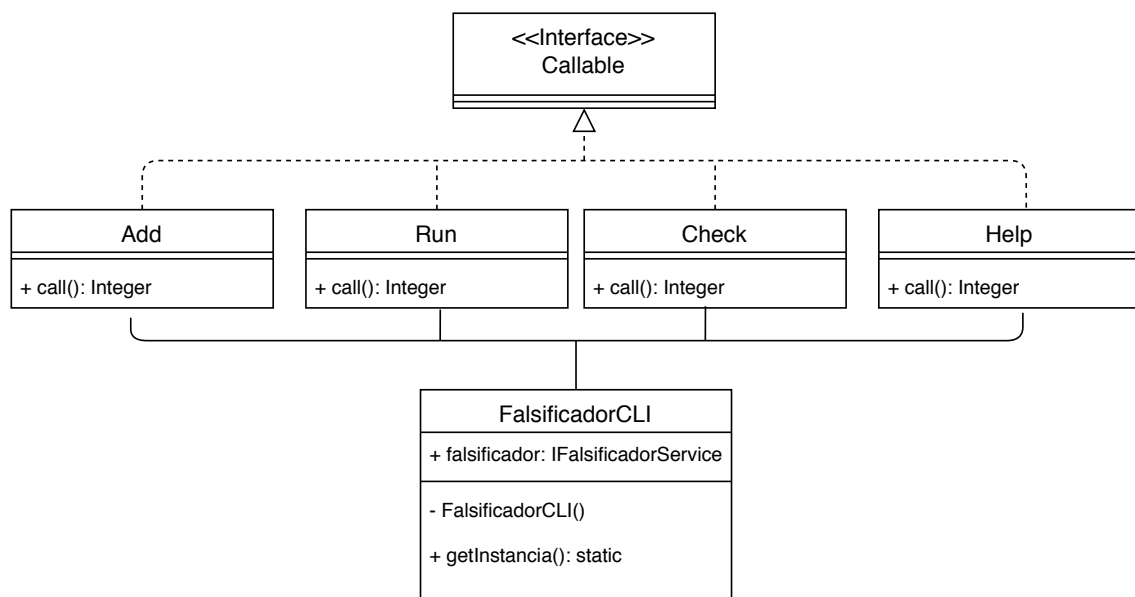 <<Interface>>
Callable
Add
Run
Check
Help
+ call(): Integer
+ call(): Integer
+ call(): Integer
+ call(): Integer
FalsificadorCLI
+ falsificador: IFalsificadorService
- FalsificadorCLI()
+ getInstancia(): static